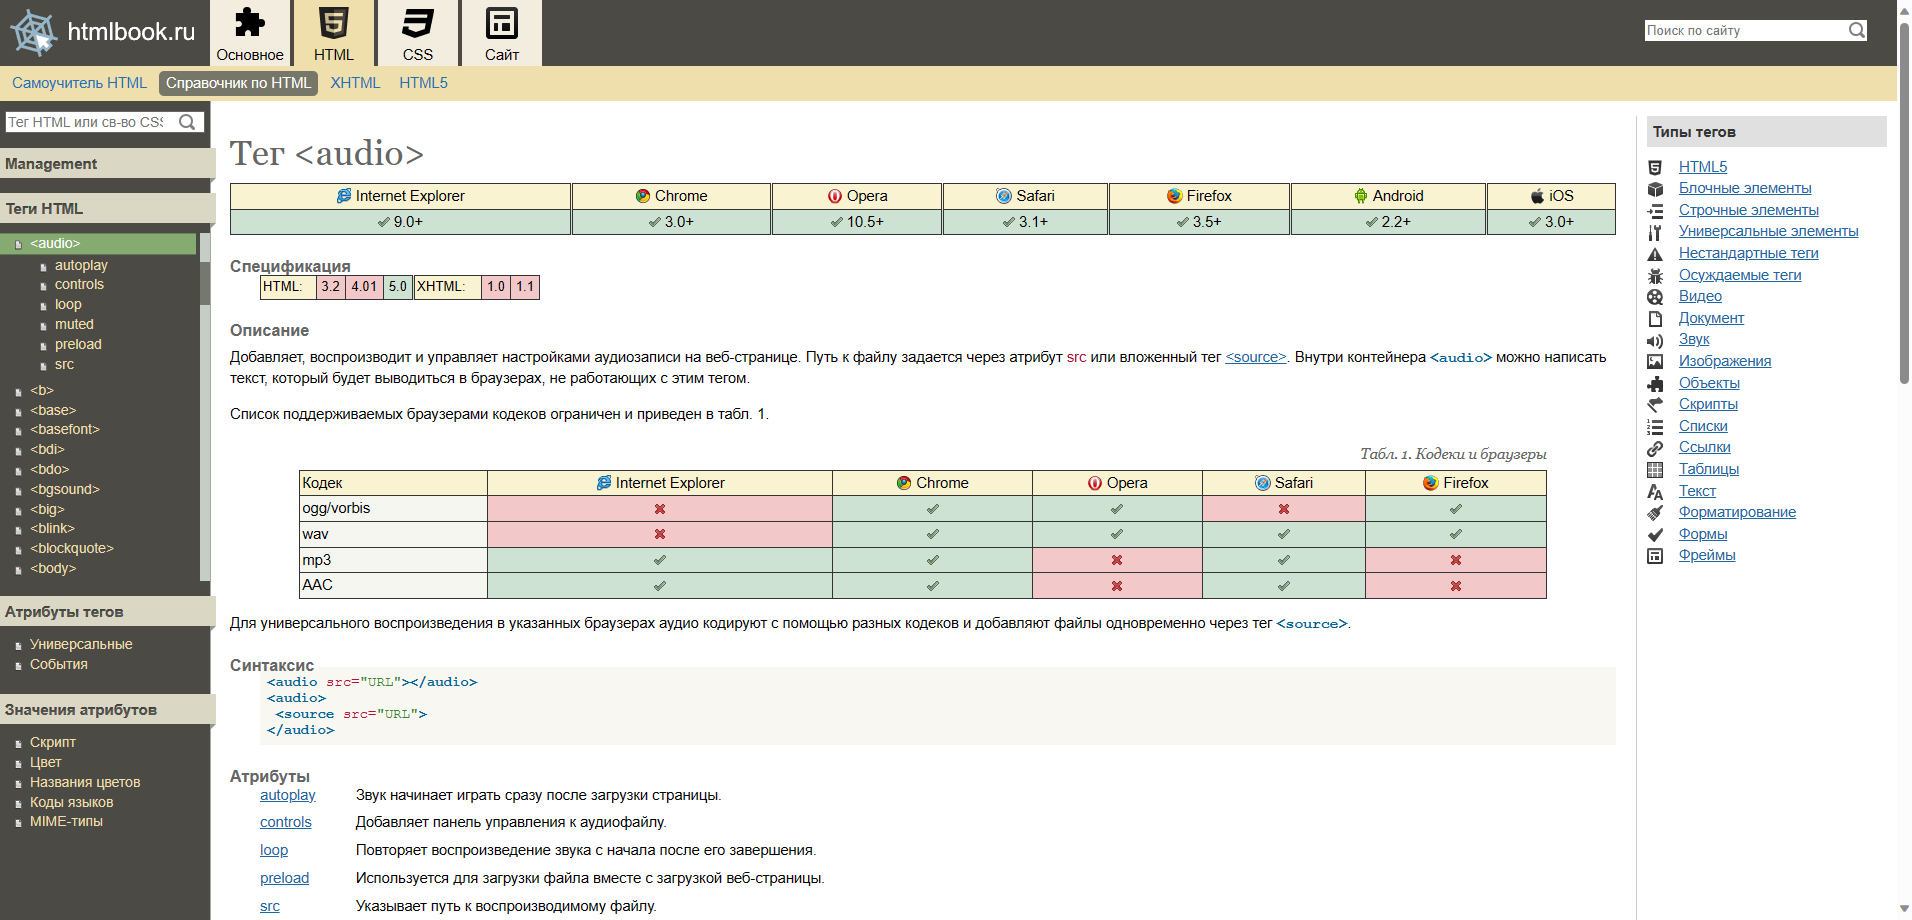 htmlbook.ru
Основное
HTML
CSS
Сайт
Поиск по сайту
Самоучитель HTML
Справочник по HTML
XHTML
HTML5
Тег HTML или св-во CSS
Management
Теги HTML
<audio>
autoplay
controls
loop
muted
preload
src
<b>
<base>
<basefont>
<bdi>
<bdo>
<bgsound>
<big>
<blink>
<blockquote>
<body>
Атрибуты тегов
Универсальные
События
Значения атрибутов
Скрипт
Цвет
Названия цветов
Коды языков
MIME-типы
Тег <audio>
Internet Explorer Chrome Opera Safari Firefox Android iOS
9.0+ 3.0+ 10.5+ 3.1+ 3.5+ 2.2+ 3.0+
Спецификация
HTML: 3.2 4.01 5.0 XHTML: 1.0 1.1
Описание
Добавляет, воспроизводит и управляет настройками аудиозаписи на веб-странице. Путь к файлу задается через атрибут src или вложенный тег <source>. Внутри контейнера <audio> можно написать
текст, который будет выводиться в браузерах, не работающих с этим тегом.
Список поддерживаемых браузерами кодеков ограничен и приведен в табл. 1.
Табл. 1. Кодеки и браузеры
Кодек Internet Explorer Chrome Opera Safari Firefox
ogg/vorbis
wav
mp3
AAC
Для универсального воспроизведения в указанных браузерах аудио кодируют с помощью разных кодеков и добавляют файлы одновременно через тег <source>.
Синтаксис
<audio src="URL"></audio>
<audio>
<source src="URL">
</audio>
Атрибуты
autoplay Звук начинает играть сразу после загрузки страницы.
controls Добавляет панель управления к аудиофайлу.
loop Повторяет воспроизведение звука с начала после его завершения.
preload Используется для загрузки файла вместе с загрузкой веб-страницы.
src Указывает путь к воспроизводимому файлу.
Типы тегов
HTML5
Блочные элементы
Строчные элементы
Универсальные элементы
Нестандартные теги
Осуждаемые теги
Видео
Документ
Звук
Изображения
Объекты
Скрипты
Списки
Ссылки
Таблицы
Текст
Форматирование
Формы
Фреймы